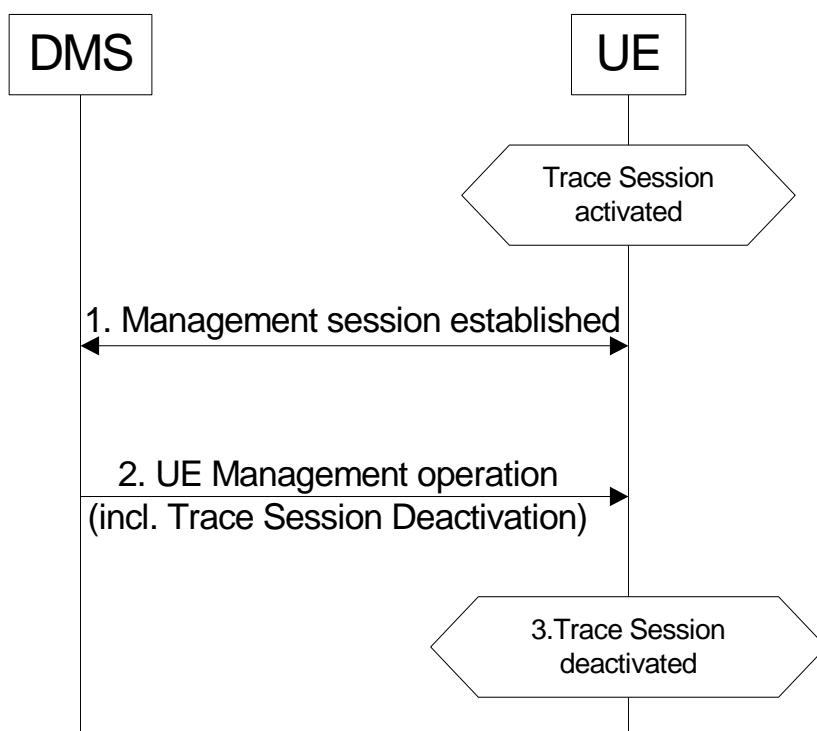 DMS
UE
Trace Session
activated
1. Management session established
2. UE Management operation
(incl. Trace Session Deactivation)
3.Trace Session
deactivated